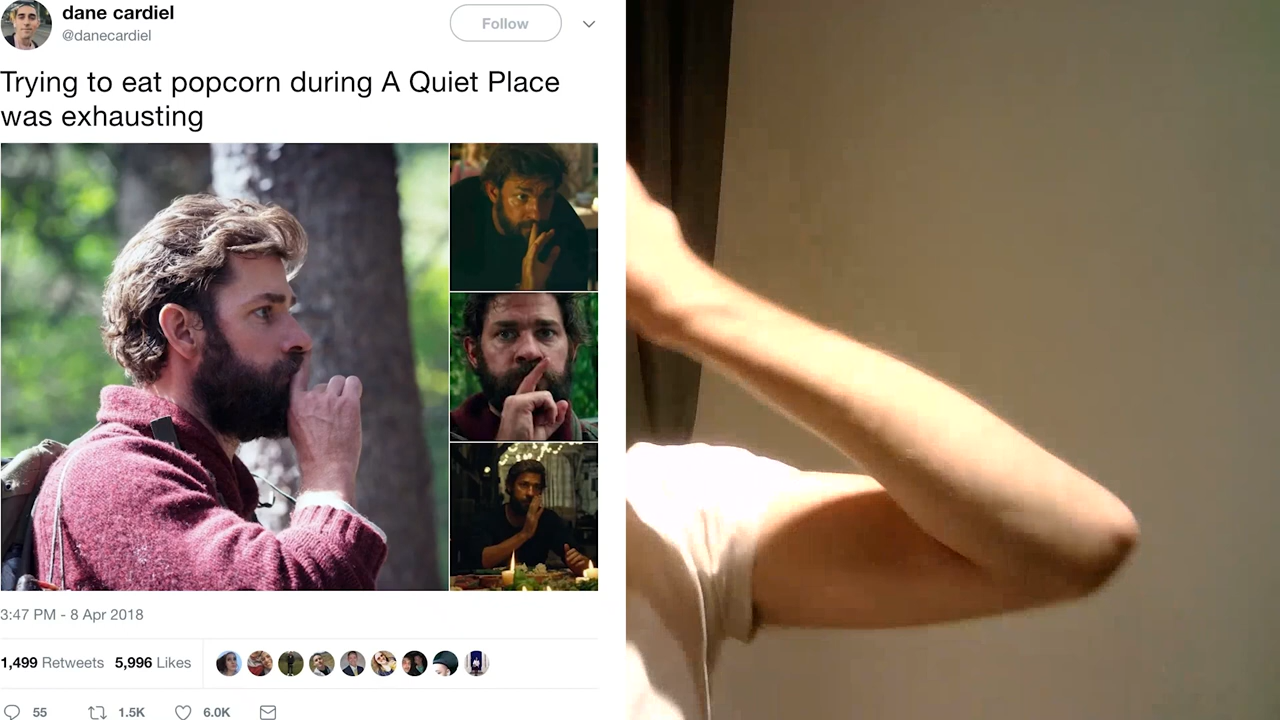 dane cardiel
@danecardiel
Follow
Trying to eat popcorn during A Quiet Place
was exhausting
3:47 PM - 8 Apr 2018
1,499 Retweets 5,996 Likes
55 1.5K 6.0K